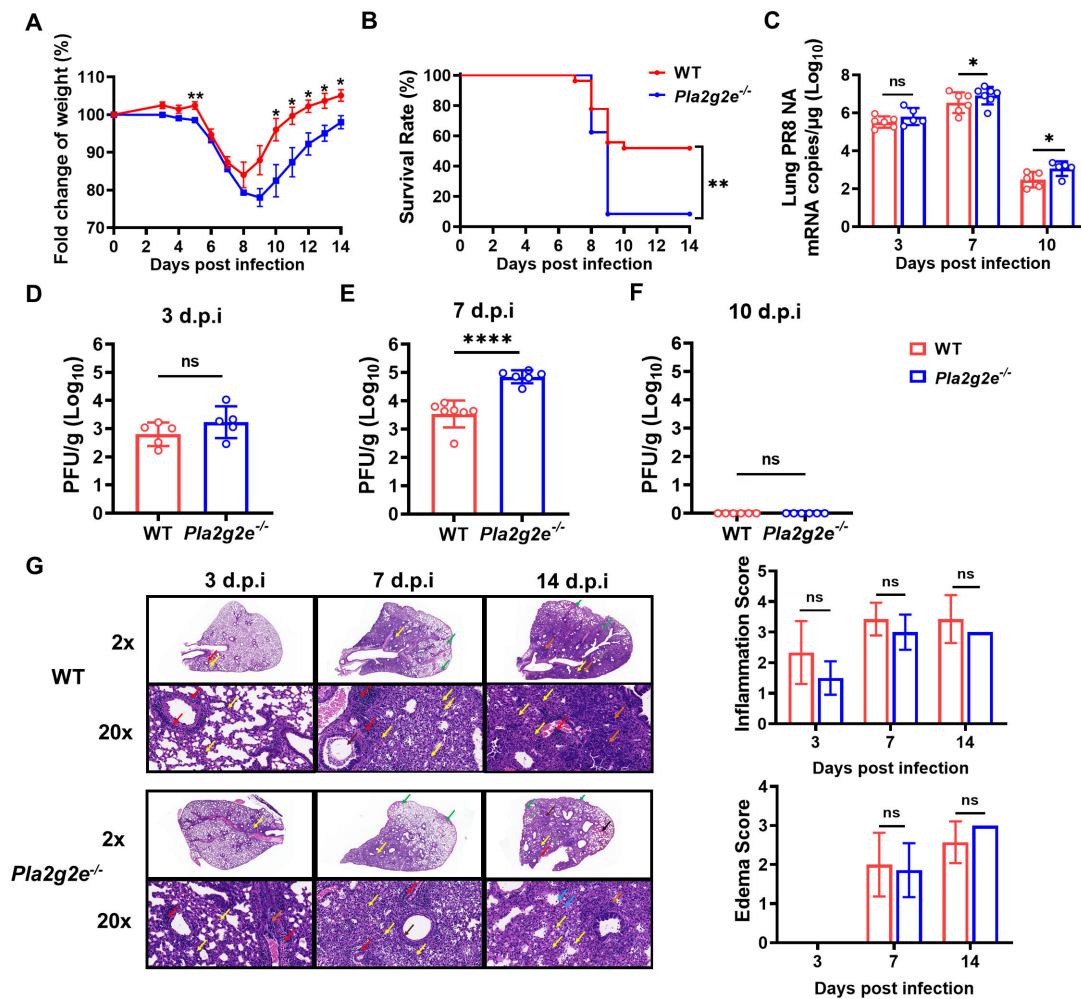 A
Fold change of weight (%)
110
100
90
80
70
0
2
4
6
8
10
12
14
**
*
*
*
*
*
Days post infection
B
Survival Rate (%)
100
80
60
40
20
0
0
2
4
6
8
10
12
14
**
Days post infection
WT
Pla2g2e-/-
C
Lung PR8 NA
mRNA copies/μg (Log10)
8
6
4
2
0
ns
*
*
3
7
10
Days post infection
D
3 d.p.i
PFU/g (Log10)
6
5
4
3
2
1
0
ns
WT
Pla2g2e-/-
E
7 d.p.i
PFU/g (Log10)
6
5
4
3
2
1
0
****
WT
Pla2g2e-/-
F
10 d.p.i
PFU/g (Log10)
6
5
4
3
2
1
0
ns
WT
Pla2g2e-/-
WT
Pla2g2e-/-
G
3 d.p.i
7 d.p.i
14 d.p.i
WT
2x
20x
Pla2g2e-/-
2x
20x
Inflammation Score
5
4
3
2
1
0
ns
ns
ns
3
7
14
Days post infection
Edema Score
4
3
2
1
0
ns
ns
3
7
14
Days post infection